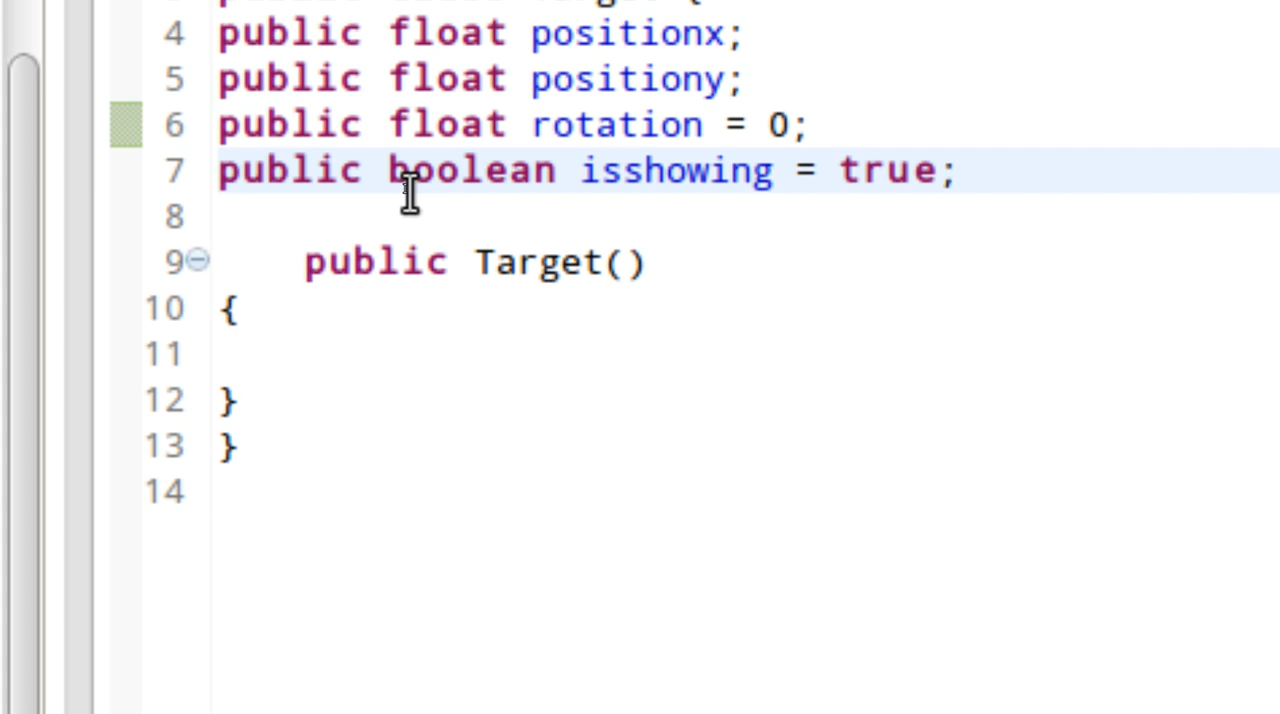 4 public float positionx;
5 public float positiony;
6 public float rotation = 0;
7 public boolean isshowing = true;
8
9 public Target()
10 {
11
12 }
13 }
14